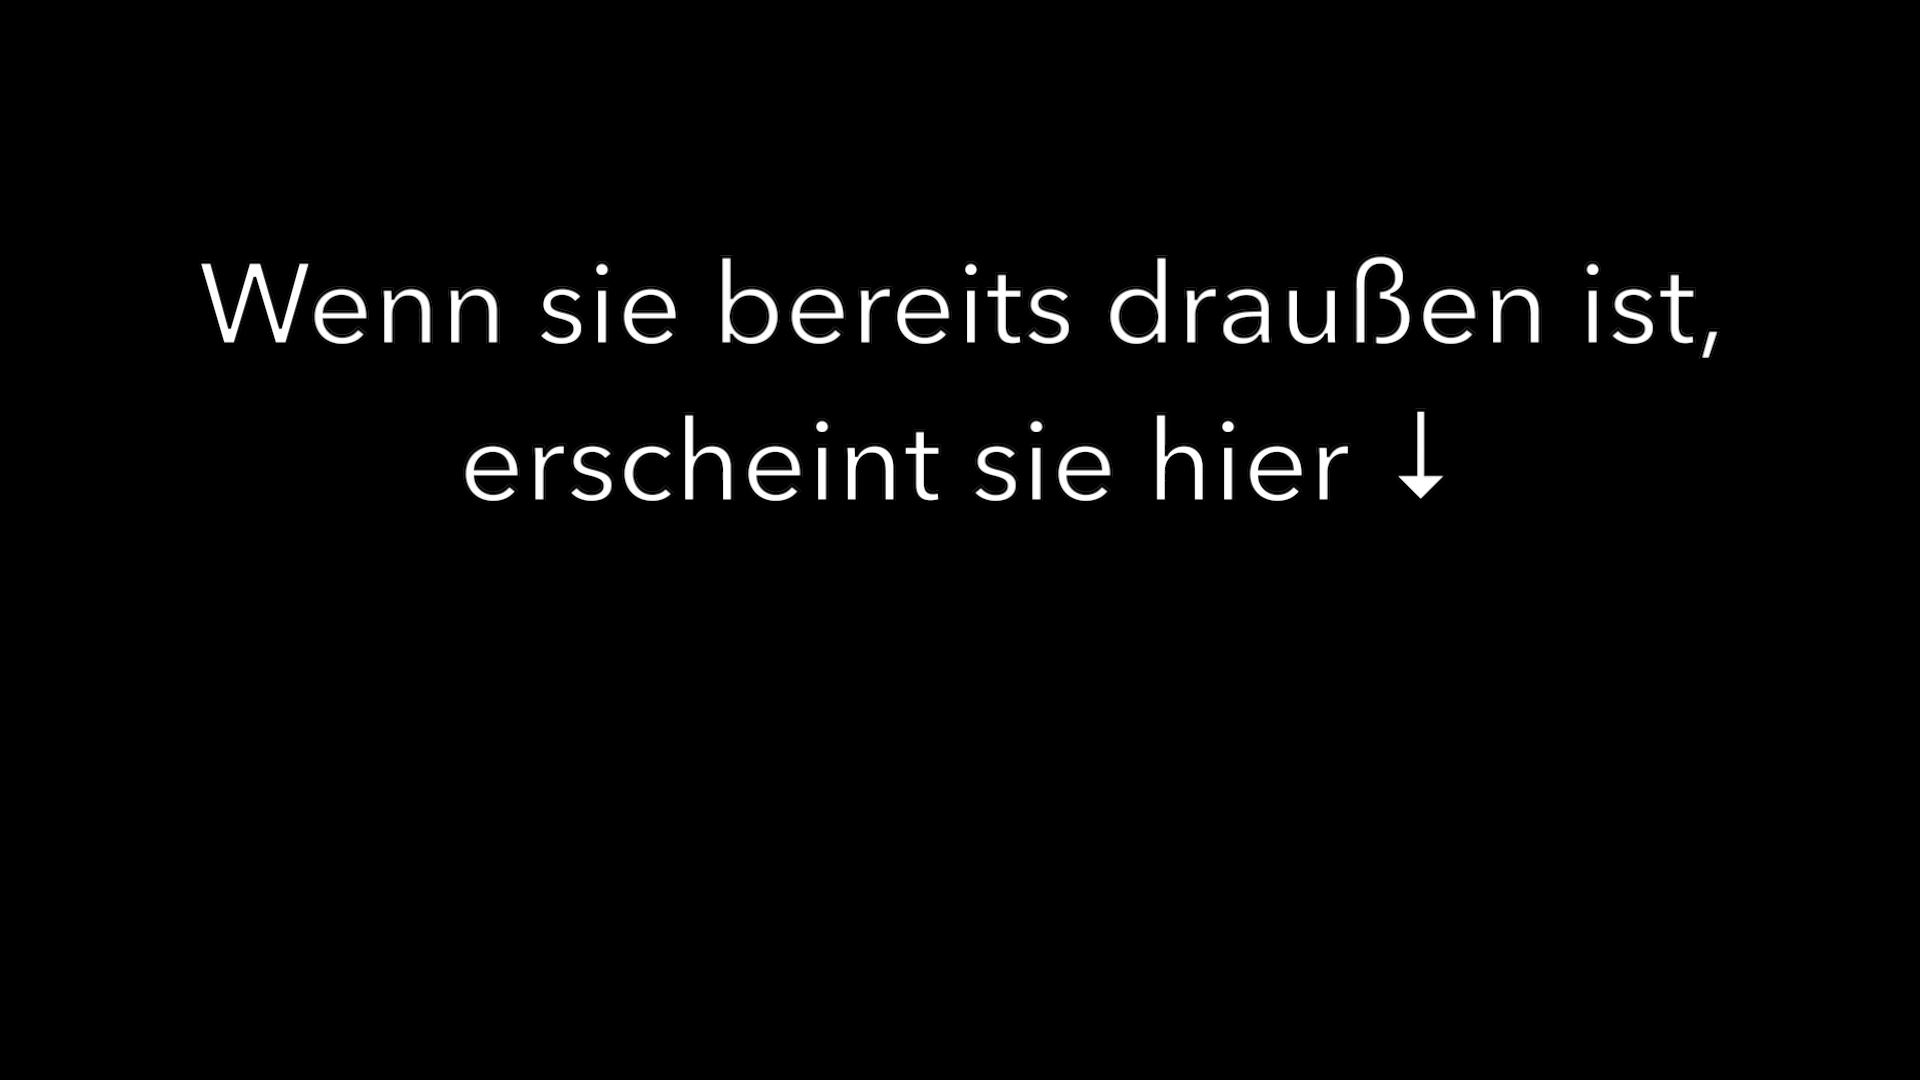 Wenn sie bereits draußen ist,
erscheint sie hier ↓